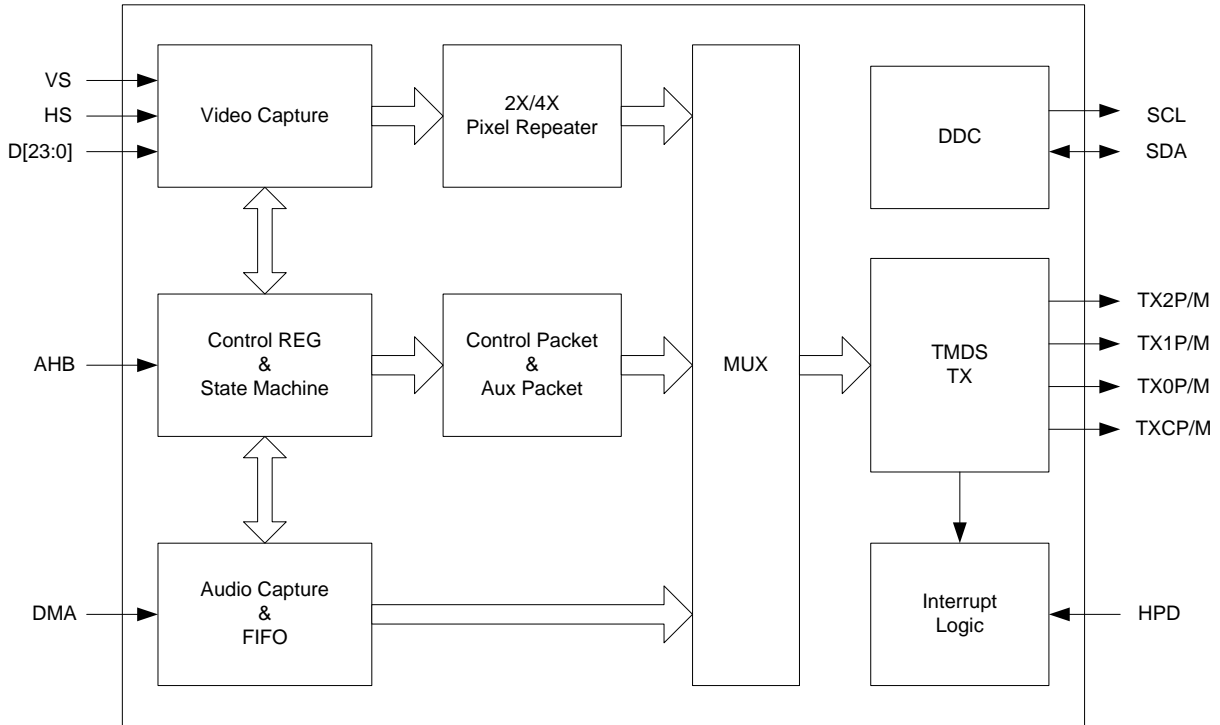 VS
HS
D[23:0]
Video Capture
2X/4X
Pixel Repeater
DDC
SCL
SDA
AHB
Control REG
&
State Machine
Control Packet
&
Aux Packet
MUX
TMDS
TX
TX2P/M
TX1P/M
TX0P/M
TXCP/M
DMA
Audio Capture
&
FIFO
Interrupt
Logic
HPD